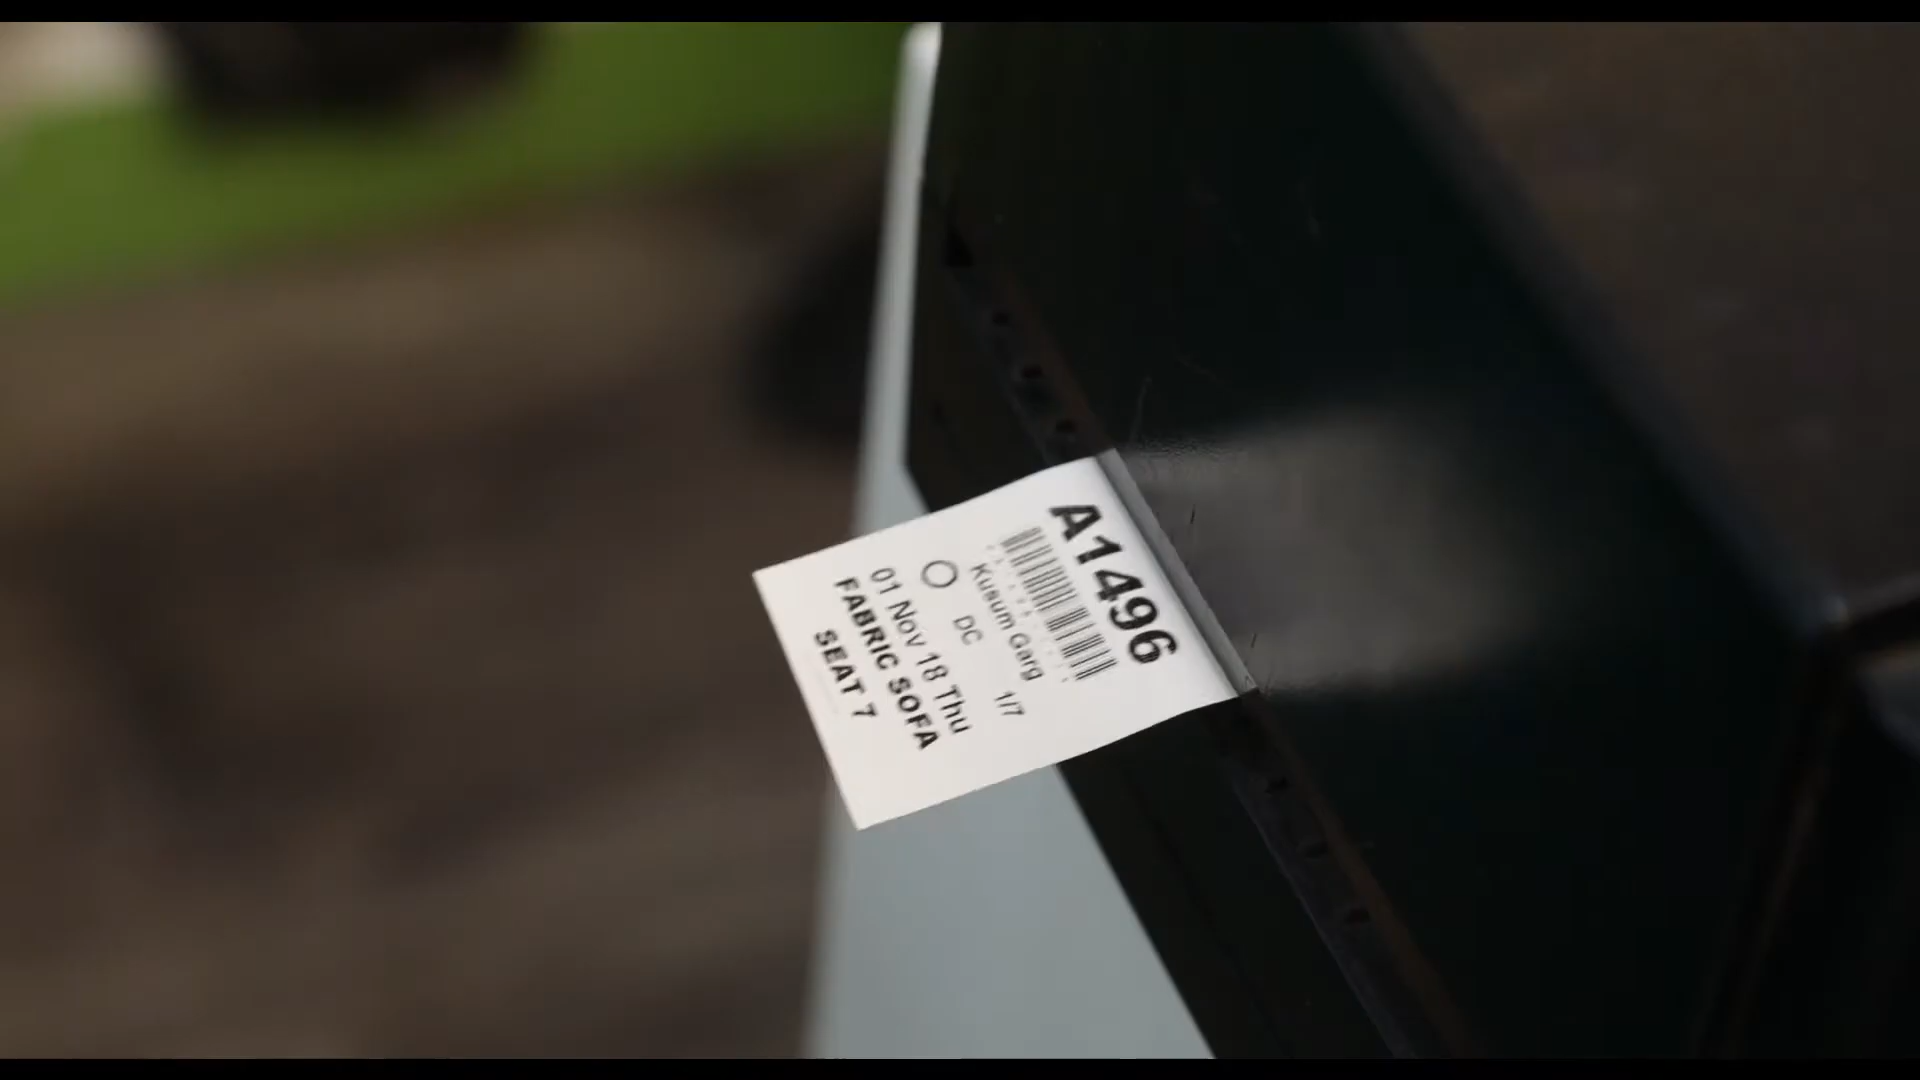 A1496
Kusum Garg
1/7
DC
01 Nov 18 Thu
FABRIC SOFA
SEAT 7